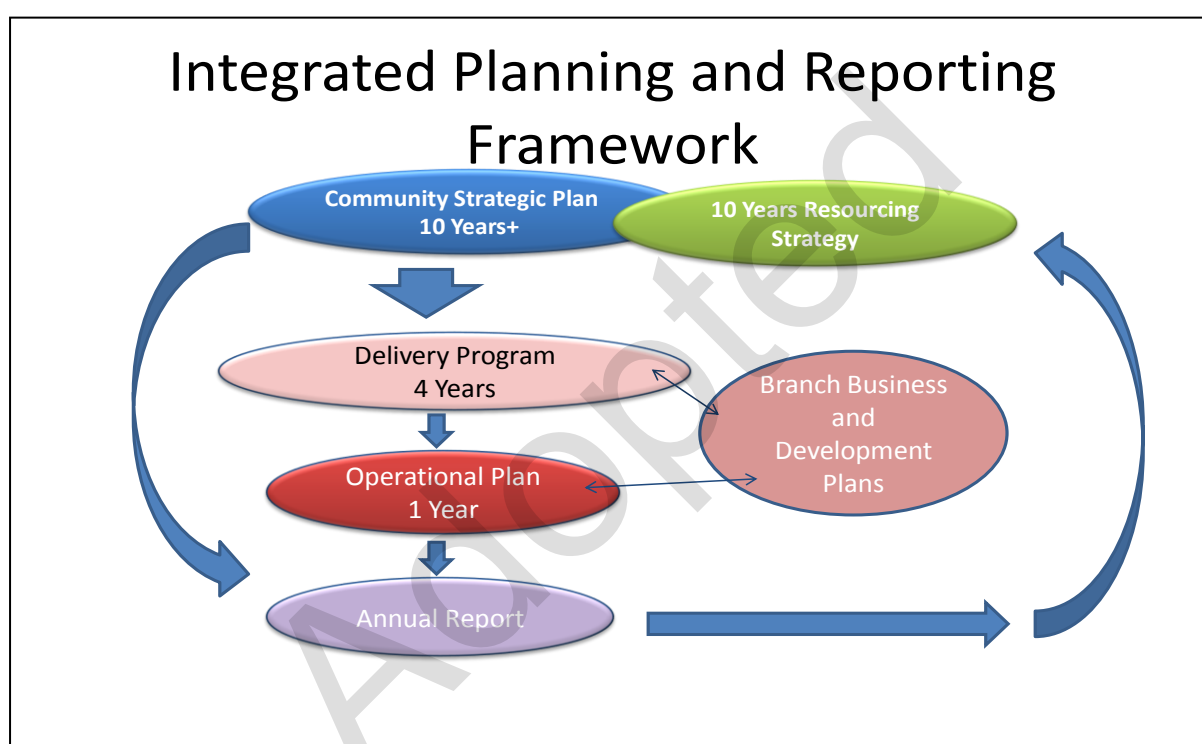 Integrated Planning and Reporting
Framework
Community Strategic Plan
10 Years+
10 Years Resourcing
Strategy
Delivery Program
4 Years
Branch Business
and
Development
Plans
Operational Plan
1 Year
Annual Report
Adopted